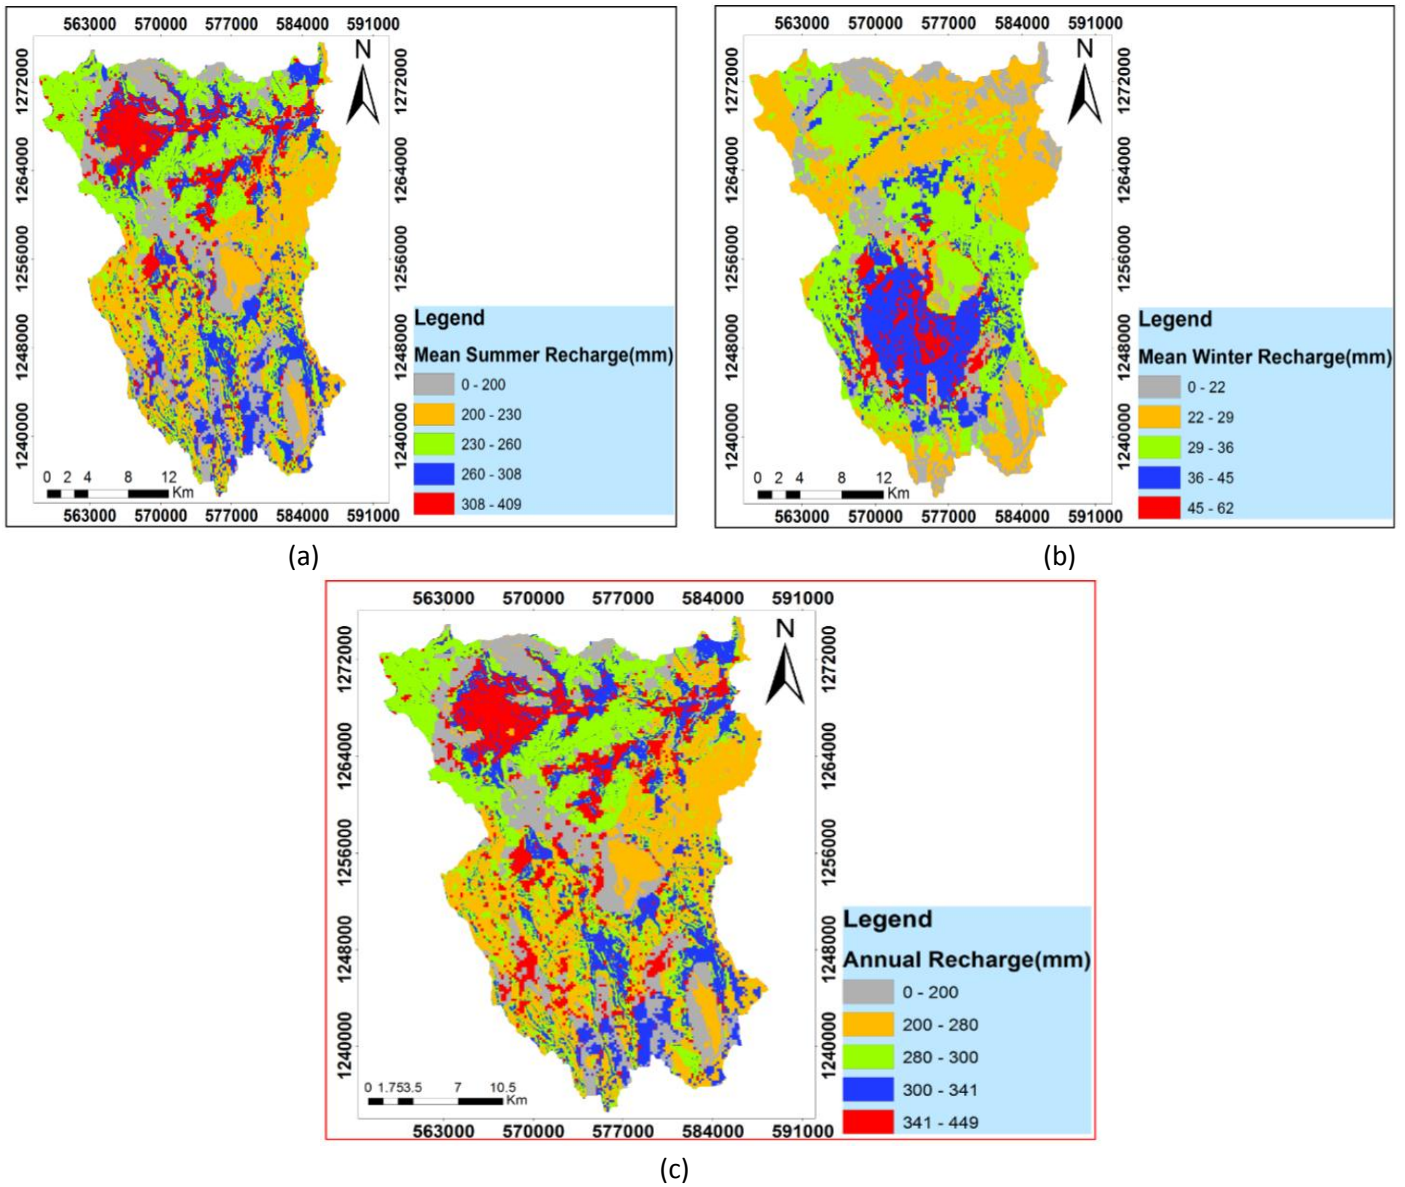 563000 570000 577000 584000 591000
N
1272000
1264000
1256000
1248000
1240000
1272000
1264000
1256000
1248000
1240000
Legend
Mean Summer Recharge(mm)
0 - 200
200 - 230
230 - 260
260 - 308
308 - 409
0 2 4 8 12
Km
563000 570000 577000 584000 591000
(a)
563000 570000 577000 584000 591000
N
1272000
1264000
1256000
1248000
1240000
1272000
1264000
1256000
1248000
1240000
Legend
Mean Winter Recharge(mm)
0 - 22
22 - 29
29 - 36
36 - 45
45 - 62
0 2 4 8 12
Km
563000 570000 577000 584000 591000
(b)
563000 570000 577000 584000 591000
N
1272000
1264000
1256000
1248000
1240000
1272000
1264000
1256000
1248000
1240000
Legend
Annual Recharge(mm)
0 - 200
200 - 280
280 - 300
300 - 341
341 - 449
0 1.753.5 7 10.5
Km
563000 570000 577000 584000 591000
(c)